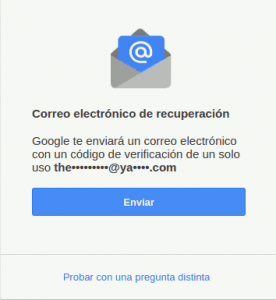 Correo electrónico de recuperación
Google te enviará un correo electrónico
con un código de verificación de un solo
uso the•••••••••@ya••••.com
Enviar
Probar con una pregunta distinta